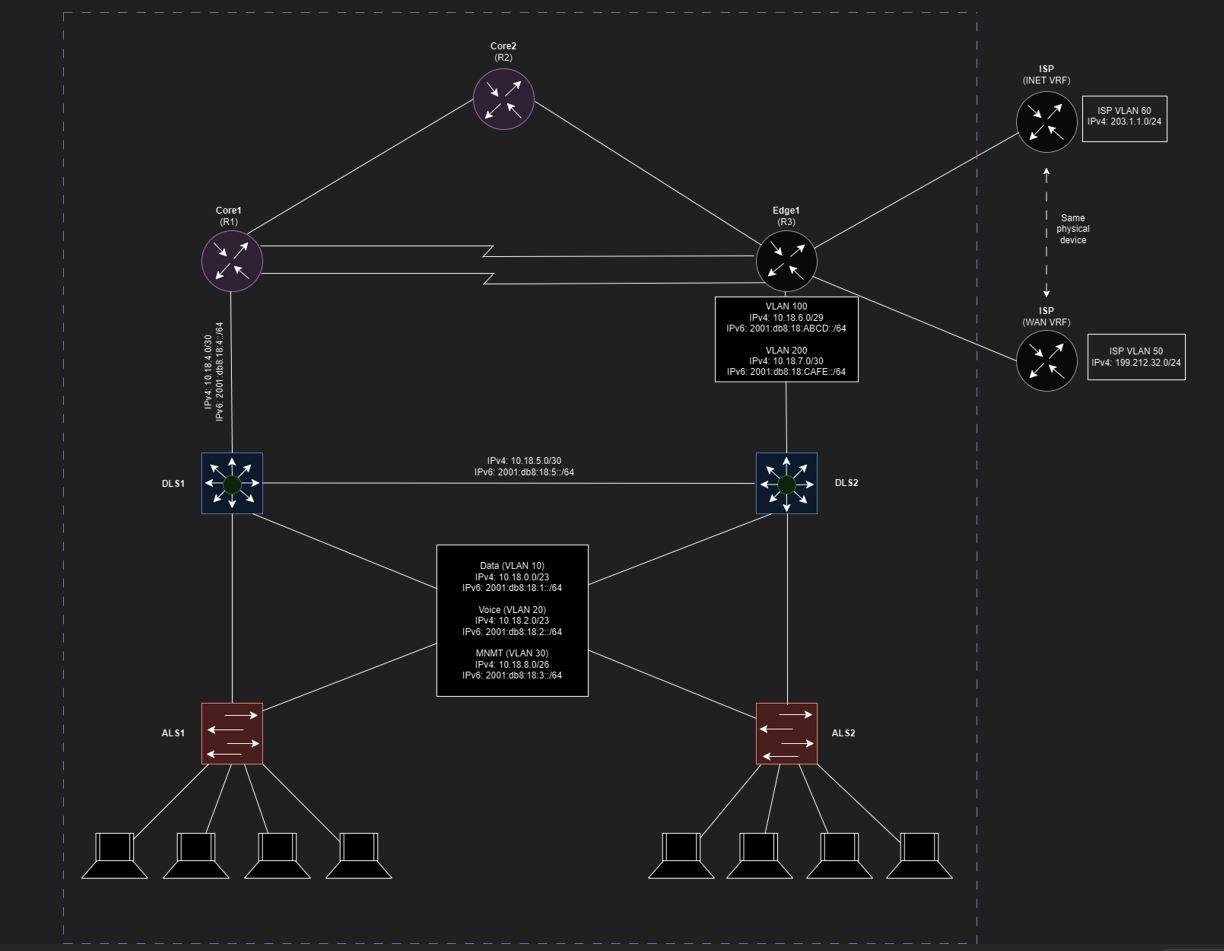 Core2
(R2)
ISP
(INET VRF)
ISP VLAN 60
IPv4: 203.1.1.0/24
Core1
(R1)
Edge1
(R3)
Same
physical
device
VLAN 100
IPv4: 10.18.6.0/29
IPv6: 2001:db8:18:ABCD::/64
VLAN 200
IPv4: 10.18.7.0/30
IPv6: 2001:db8:18:CAFE::/64
ISP
(WAN VRF)
ISP VLAN 50
IPv4: 199.212.32.0/24
IPv4: 10.18.4.0/30
IPv6: 2001:db8:18:4::/64
DLS1
IPv4: 10.18.5.0/30
IPv6: 2001:db8:18:5::/64
DLS2
Data (VLAN 10)
IPv4: 10.18.0.0/23
IPv6: 2001:db8:18:1::/64
Voice (VLAN 20)
IPv4: 10.18.2.0/23
IPv6: 2001:db8:18:2::/64
MNMT (VLAN 30)
IPv4: 10.18.8.0/26
IPv6: 2001:db8:18:3::/64
ALS1
ALS2